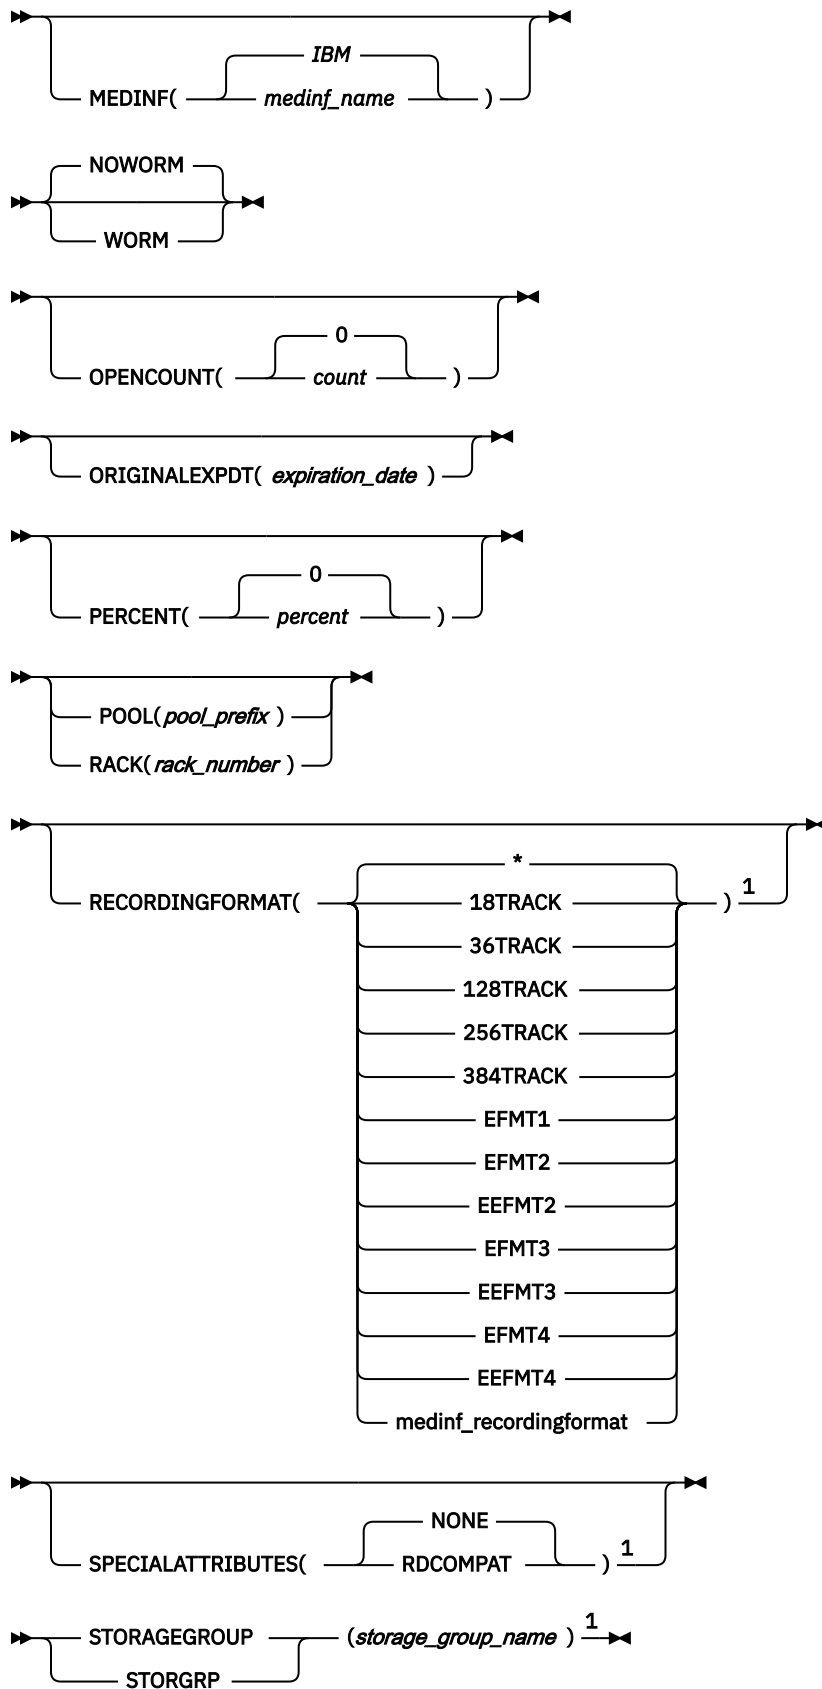 IBM
MEDINF( medinf_name )
NOWORM
WORM
0
OPENCOUNT( count )
ORIGINALEXPDT( expiration_date )
0
PERCENT( percent )
POOL( pool_prefix )
RACK( rack_number )
*
RECORDINGFORMAT( 18TRACK ) 1
36TRACK
128TRACK
256TRACK
384TRACK
EFMT1
EFMT2
EEFMT2
EFMT3
EEFMT3
EFMT4
EEFMT4
medinf_recordingformat
NONE
SPECIALATTRIBUTES( RDCOMPAT ) 1
STORAGEGROUP (storage_group_name ) 1
STORGRP